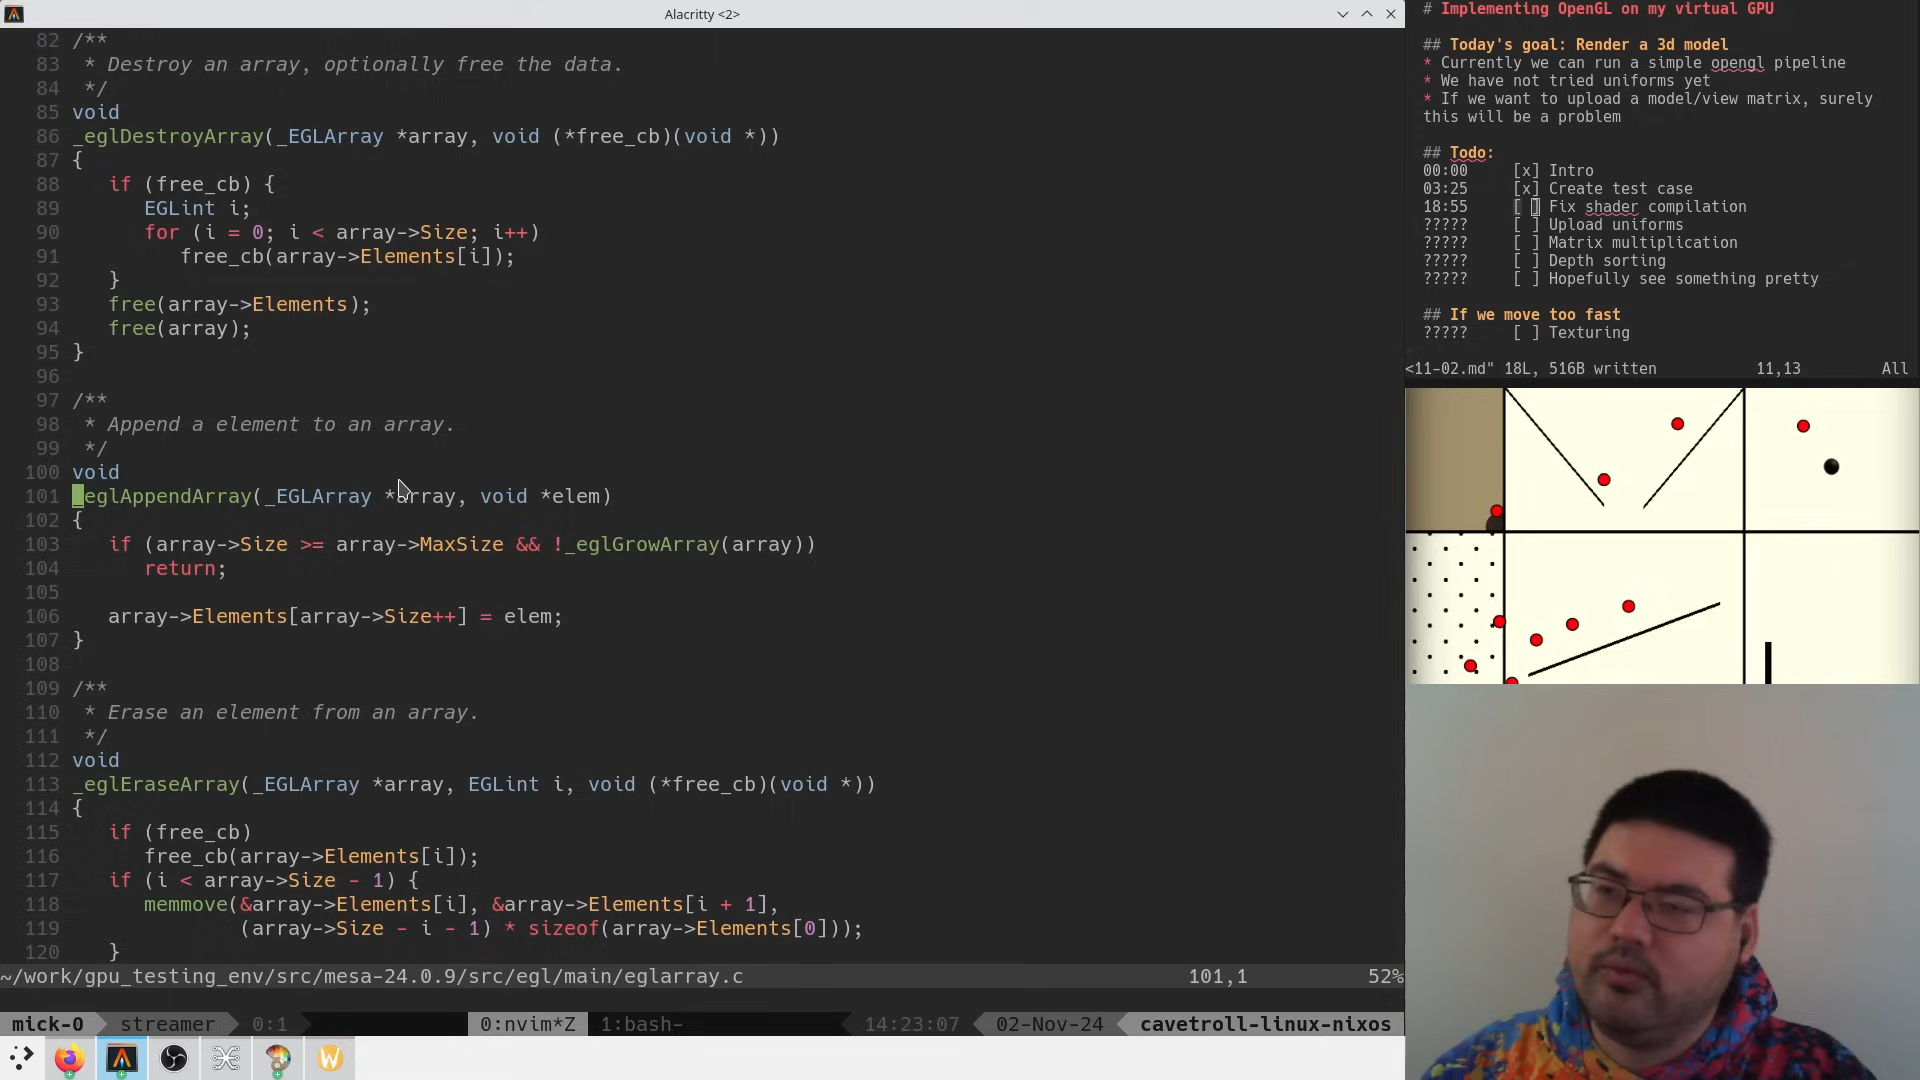 Alacritty <2>
82 /**
83  * Destroy an array, optionally free the data.
84  */
85 void
86 _eglDestroyArray(_EGLArray *array, void (*free_cb)(void *))
87 {
88    if (free_cb) {
89       EGLint i;
90       for (i = 0; i < array->Size; i++)
91          free_cb(array->Elements[i]);
92    }
93    free(array->Elements);
94    free(array);
95 }
96
97 /**
98  * Append a element to an array.
99  */
100 void
101 _eglAppendArray(_EGLArray *array, void *elem)
102 {
103    if (array->Size >= array->MaxSize && !_eglGrowArray(array))
104       return;
105
106    array->Elements[array->Size++] = elem;
107 }
108
109 /**
110  * Erase an element from an array.
111  */
112 void
113 _eglEraseArray(_EGLArray *array, EGLint i, void (*free_cb)(void *))
114 {
115    if (free_cb)
116       free_cb(array->Elements[i]);
117    if (i < array->Size - 1) {
118       memmove(&array->Elements[i], &array->Elements[i + 1],
119               (array->Size - i - 1) * sizeof(array->Elements[0]));
120    }
~/work/gpu_testing_env/src/mesa-24.0.9/src/egl/main/eglarray.c 101,1 52%
mick-0 streamer 0:1 0:nvim*Z 1:bash- 14:23:07 02-Nov-24 cavetroll-linux-nixos
# Implementing OpenGL on my virtual GPU
## Today's goal: Render a 3d model
* Currently we can run a simple opengl pipeline
* We have not tried uniforms yet
* If we want to upload a model/view matrix, surely
this will be a problem
## Todo:
00:00 [x] Intro
03:25 [x] Create test case
18:55 [ ] Fix shader compilation
????? [ ] Upload uniforms
????? [ ] Matrix multiplication
????? [ ] Depth sorting
????? [ ] Hopefully see something pretty
## If we move too fast
????? [ ] Texturing
<11-02.md" 18L, 516B written 11,13 All
W